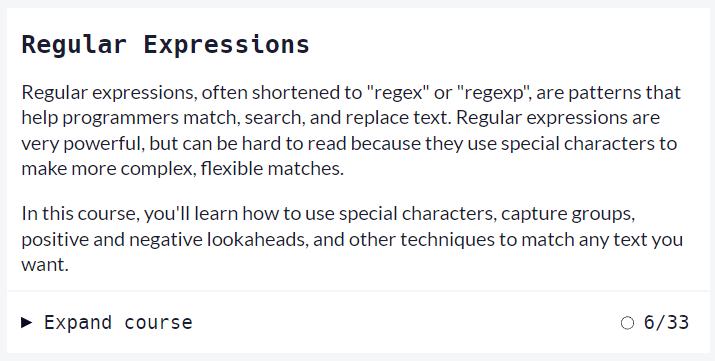 Regular Expressions
Regular expressions, often shortened to "regex" or "regexp", are patterns that
help programmers match, search, and replace text. Regular expressions are
very powerful, but can be hard to read because they use special characters to
make more complex, flexible matches.
In this course, you'll learn how to use special characters, capture groups,
positive and negative lookaheads, and other techniques to match any text you
want.
Expand course
6/33